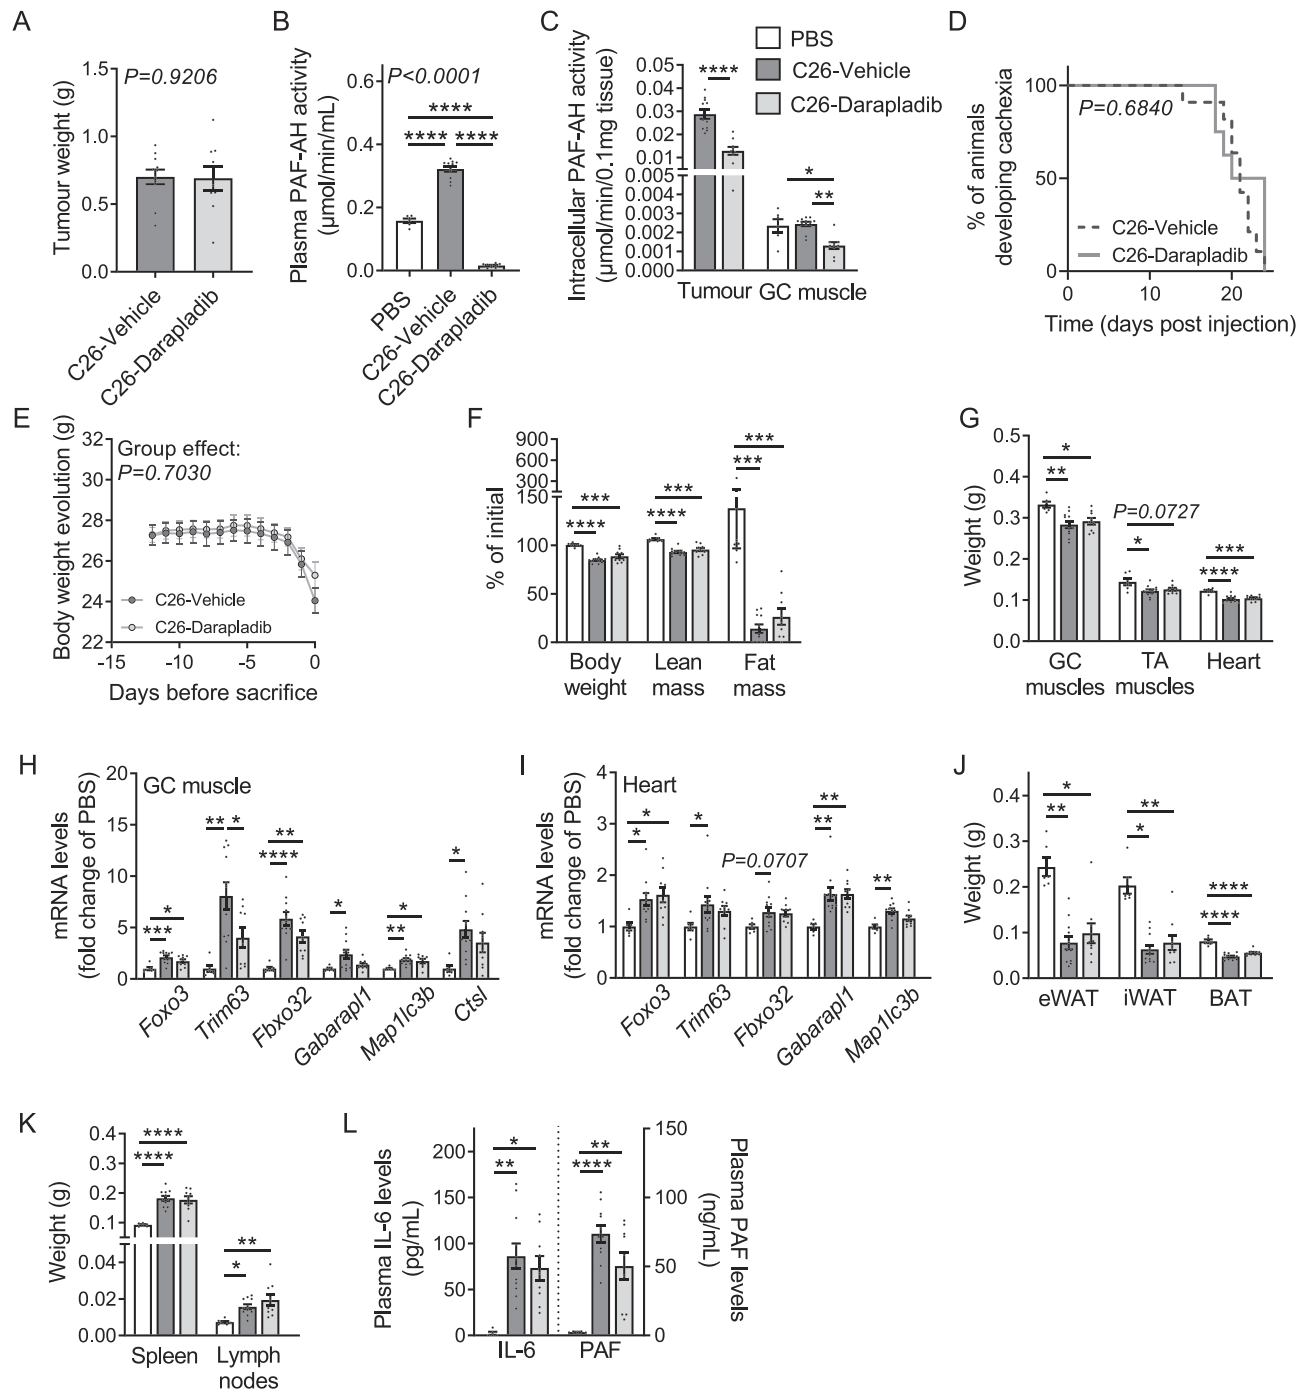 A
Tumour weight (g)
1.5
1.0
0.5
0.0
P=0.9206
C26-Vehicle
C26-Darapladib
B
Plasma PAF-AH activity
(μmol/min/mL)
0.6
0.4
0.2
0.0
P<0.0001
****
**** ****
PBS
C26-Vehicle
C26-Darapladib
C
Intracellular PAF-AH activity
(μmol/min/0.1mg tissue)
0.05
0.04
0.03
0.02
0.01
0.005
0.004
0.003
0.002
0.001
0.000
****
*
**
Tumour GC muscle
PBS
C26-Vehicle
C26-Darapladib
D
% of animals
developing cachexia
100
50
0
P=0.6840
C26-Vehicle
C26-Darapladib
0 10 20
Time (days post injection)
E
Body weight evolution (g)
32
30
28
26
24
22
Group effect:
P=0.7030
C26-Vehicle
C26-Darapladib
-15 -10 -5 0
Days before sacrifice
F
% of initial
900
600
300
150
100
50
0
***
****
***
****
***
***
Body
weight
Lean
mass
Fat
mass
G
Weight (g)
0.5
0.4
0.3
0.2
0.1
0.0
*
**
P=0.0727
*
***
****
GC
muscles
TA
muscles
Heart
H
mRNA levels
(fold change of PBS)
20
15
10
5
0
GC muscle
*
***
** *
**
****
*
*
**
*
Foxo3
Trim63
Fbxo32
Gabarapl1
Map1lc3b
Ctsl
I
mRNA levels
(fold change of PBS)
4
3
2
1
0
Heart
*
*
*
P=0.0707
**
**
**
Foxo3
Trim63
Fbxo32
Gabarapl1
Map1lc3b
J
Weight (g)
0.4
0.3
0.2
0.1
0.0
*
**
**
*
****
****
eWAT iWAT BAT
K
Weight (g)
0.4
0.3
0.2
0.1
0.04
0.02
0.00
****
****
**
*
Spleen
Lymph
nodes
L
Plasma IL-6 levels
(pg/mL)
200
150
100
50
0
*
**
**
****
IL-6 PAF
150
100
50
0
Plasma PAF levels
(ng/mL)